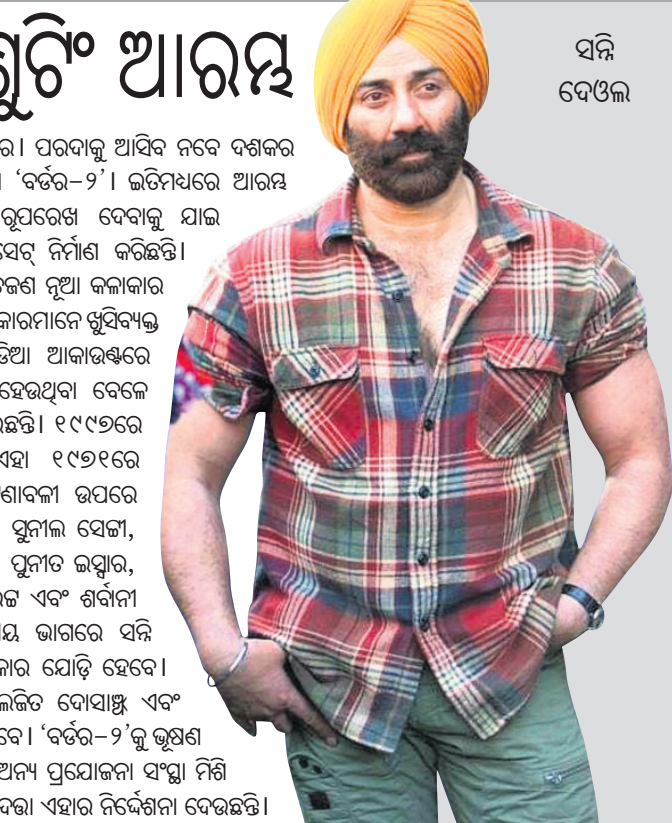 ଶୁଟିଂ ଆରମ୍ଭ
ସନ୍ନି
ଦେଓଲ
ର। ପରଦାକୁ ଆସିବ ନବେ ଦଶକର
‘ବର୍ଡର-୨’। ଇତିମଧ୍ୟରେ ଆରମ୍ଭ
ରୂପରେଖ ଦେବାକୁ ଯାଇ
ସେଟ୍ ନିର୍ମାଣ କରିଛନ୍ତି।
ଜଣ ନୂଆ କଳାକାର
କାରମାନେ ଖୁସିବ୍ୟକ୍ତ
ଡିଆ ଆକାଉଣ୍ଟରେ
ହେଉଥିବା ବେଳେ
ଛନ୍ତି। ୧୯୯୭ରେ
ଏହା ୧୯୭୧ରେ
ଣାବଳୀ ଉପରେ
ସୁନୀଲ ସେଟ୍ଟୀ,
ପୁନୀତ ଇସ୍ସାର,
ଟ୍ଟ ଏବଂ ଶର୍ବାନୀ
ୟ ଭାଗରେ ସନ୍ନି
କାର ଯୋଡ଼ି ହେବେ।
ଲଜିତ ଦୋସାଞ୍ଝ ଏବଂ
ବେ। ‘ବର୍ଡର-୨’କୁ ଭୂଷଣ
ଅନ୍ୟ ପ୍ରଯୋଜନା ସଂସ୍ଥା ମିଶି
ଦତ୍ତା ଏହାର ନିର୍ଦ୍ଦେଶନା ଦେଉଛନ୍ତି।